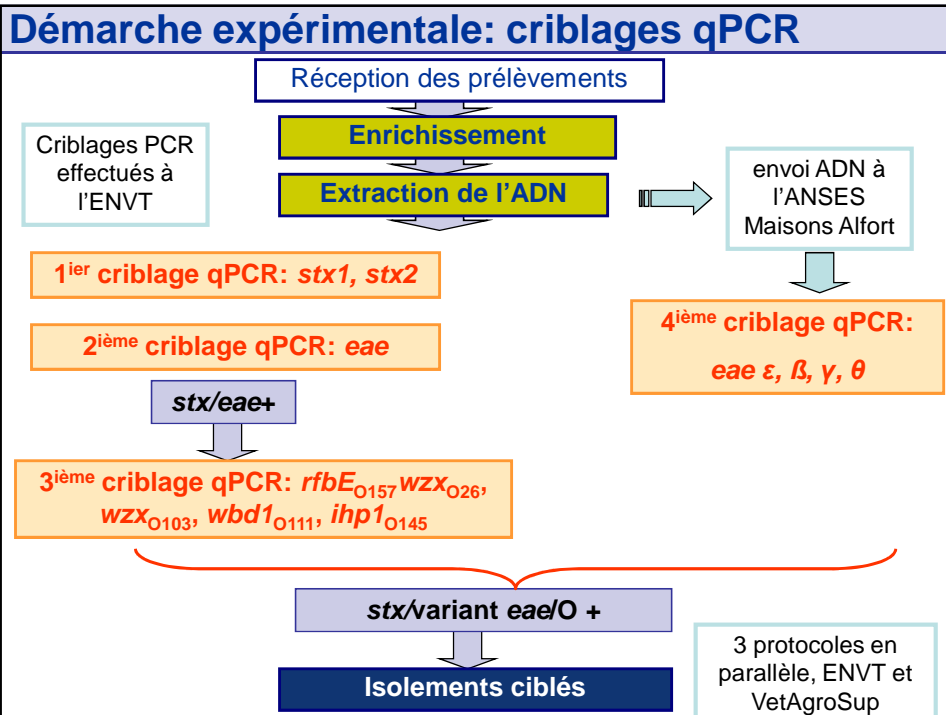 Démarche expérimentale: criblages qPCR
Réception des prélèvements
Enrichissement
Criblages PCR
effectués à
l'ENVT
Extraction de l'ADN
envoi ADN à
l'ANSES
Maisons Alfort
1ier criblage qPCR: stx1, stx2
2ième criblage qPCR: eae
4ième criblage qPCR:
eae ε, ß, γ, θ
stx/eae+
3ième criblage qPCR: rfbEO157 wzxO26,
wzxO103, wbd1O111, ihp1O145
stx/variant eae/O +
Isolements ciblés
3 protocoles en
parallèle, ENVT et
VetAgroSup